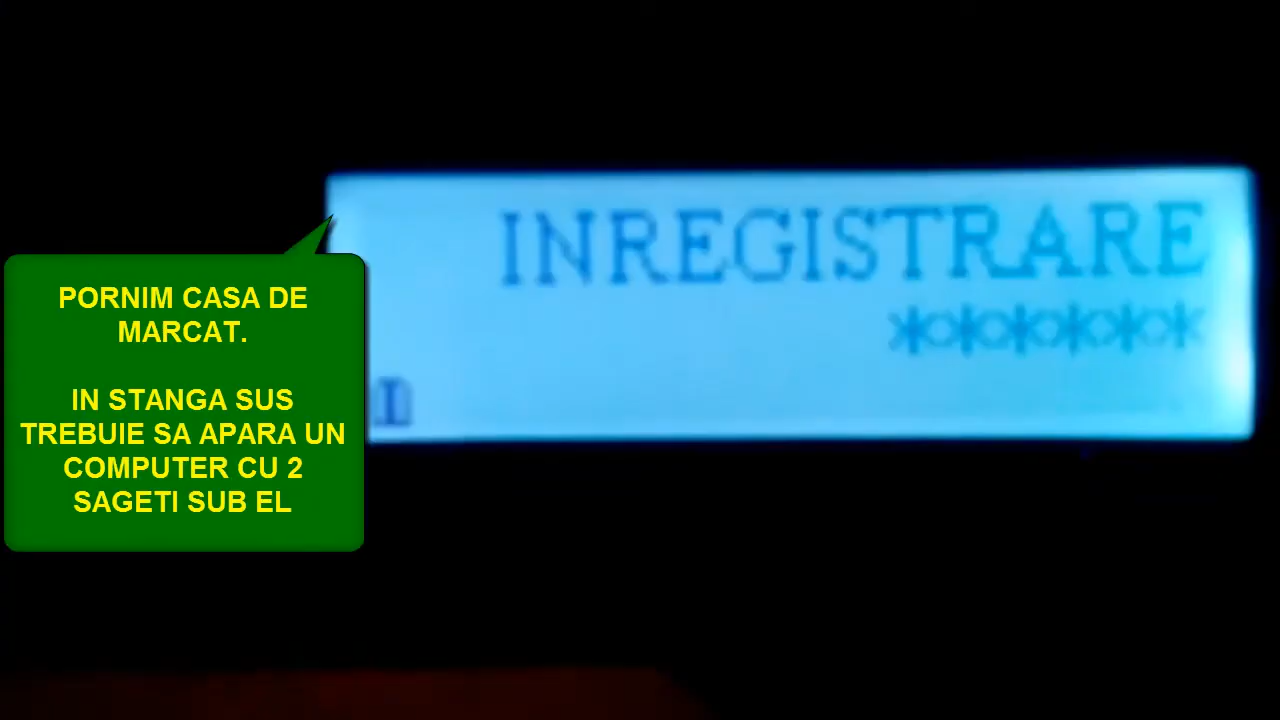 INREGISTRARE
******
PORNIM CASA DE
MARCAT.
IN STANGA SUS
TREBUIE SA APARA UN
COMPUTER CU 2
SAGETI SUB EL